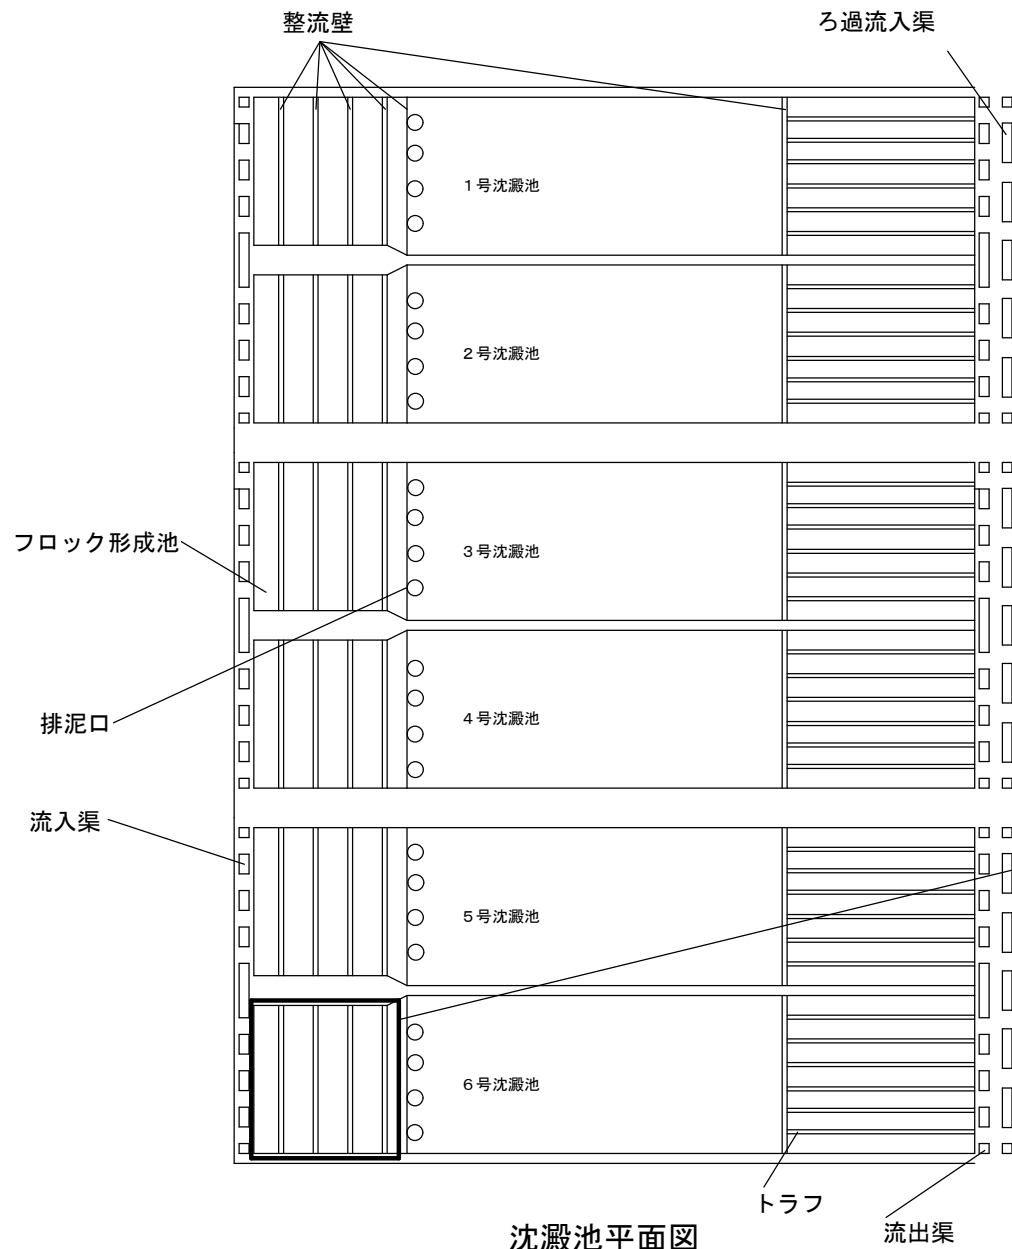 整流壁
ろ過流入渠
１号沈澱池
２号沈澱池
３号沈澱池
フロック形成池
４号沈澱池
排泥口
流入渠
５号沈澱池
６号沈澱池
トラフ
流出渠
沈澱池平面図